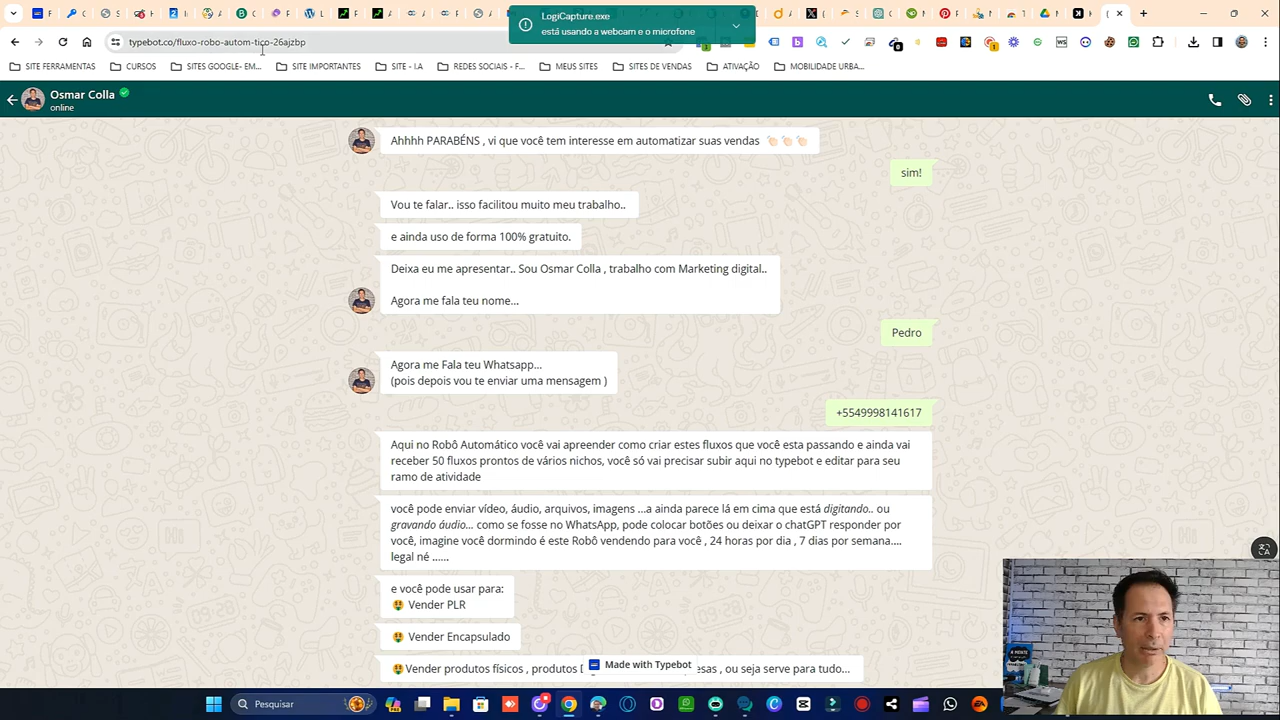 LogiCapture.exe
está usando a webcam e o microfone
typebot.co/fluxo-robo-autom-tico-26ajzbp
SITE FERRAMENTAS CURSOS SITES GOOGLE- EM... SITE IMPORTANTES SITE - I.A REDES SOCIAIS - F... MEUS SITES SITES DE VENDAS ATIVAÇÃO MOBILIDADE URBA...
Osmar Colla
online
Ahhhh PARABÉNS , vi que você tem interesse em automatizar suas vendas
sim!
Vou te falar.. isso facilitou muito meu trabalho..
e ainda uso de forma 100% gratuito.
Deixa eu me apresentar.. Sou Osmar Colla , trabalho com Marketing digital..
Agora me fala teu nome...
Pedro
Agora me Fala teu Whatsapp...
(pois depois vou te enviar uma mensagem )
+5549998141617
Aqui no Robô Automático você vai apreender como criar estes fluxos que você esta passando e ainda vai
receber 50 fluxos prontos de vários nichos, você só vai precisar subir aqui no typebot e editar para seu
ramo de atividade
você pode enviar vídeo, áudio, arquivos, imagens ...a ainda parece lá em cima que está digitando.. ou
gravando áudio... como se fosse no WhatsApp, pode colocar botões ou deixar o chatGPT responder por
você, imagine você dormindo é este Robô vendendo para você , 24 horas por dia , 7 dias por semana....
legal né ......
e você pode usar para:
Vender PLR
Vender Encapsulado
Vender produtos físicos , produtos
Made with Typebot
esas , ou seja serve para tudo...
Pesquisar